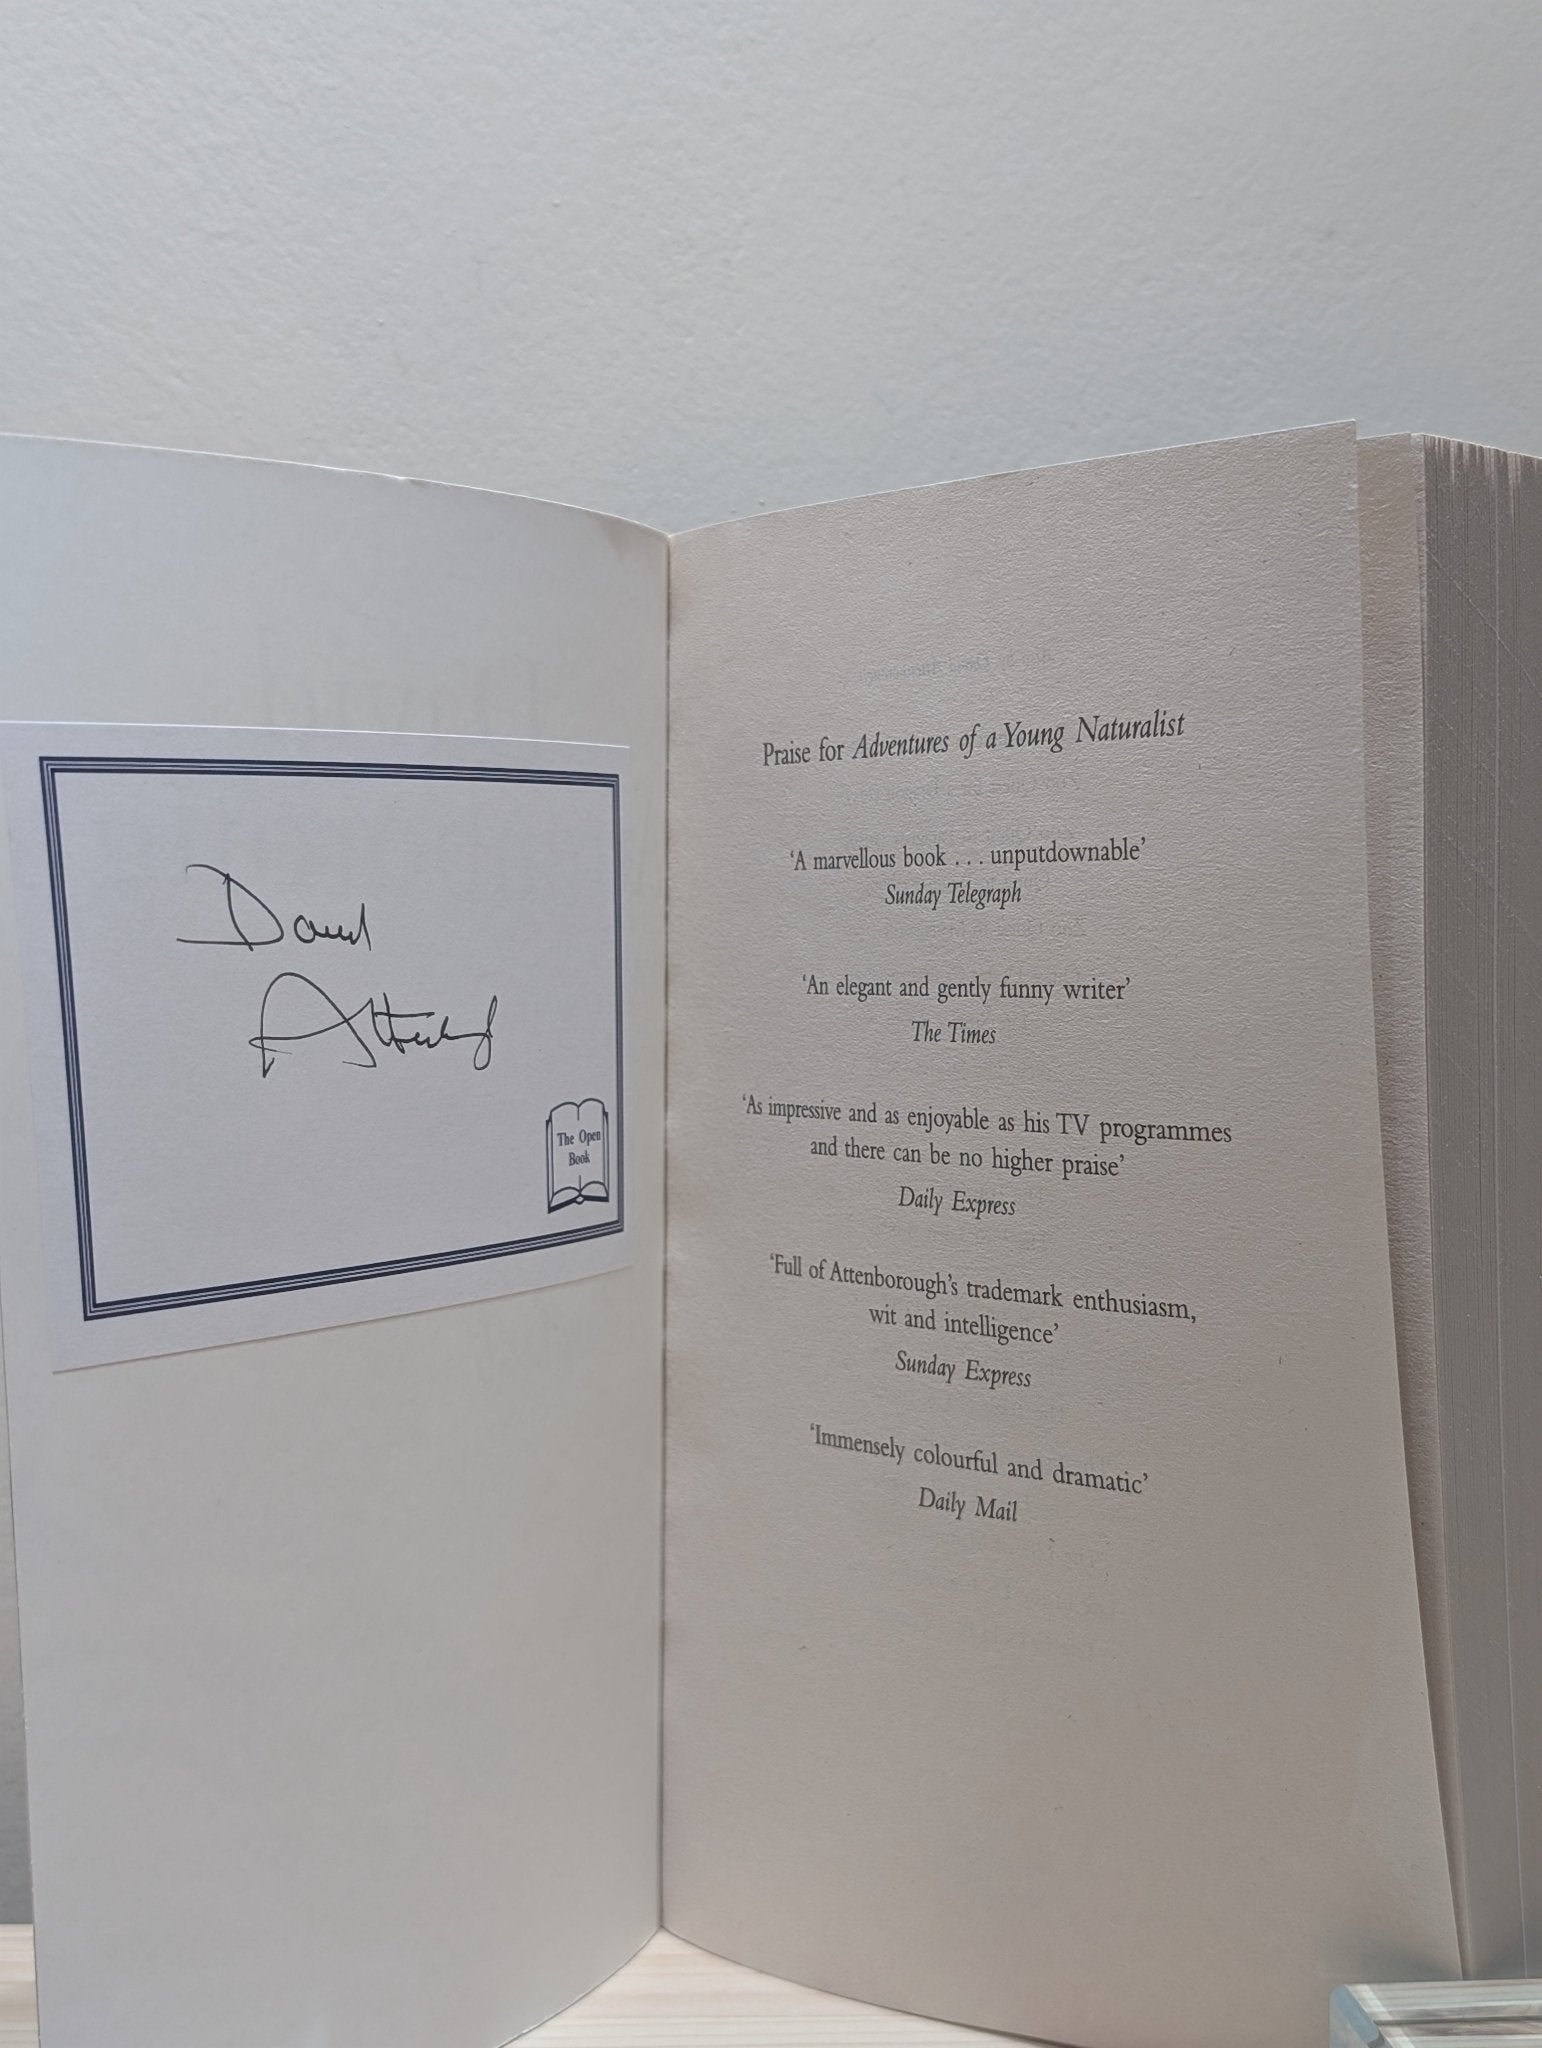 David
Attenborough
The Open
Book
Praise for Adventures of a Young Naturalist
‘A marvellous book . . . unputdownable’
Sunday Telegraph
‘An elegant and gently funny writer’
The Times
‘As impressive and as enjoyable as his TV programmes
and there can be no higher praise’
Daily Express
‘Full of Attenborough’s trademark enthusiasm,
wit and intelligence’
Sunday Express
‘Immensely colourful and dramatic’
Daily Mail